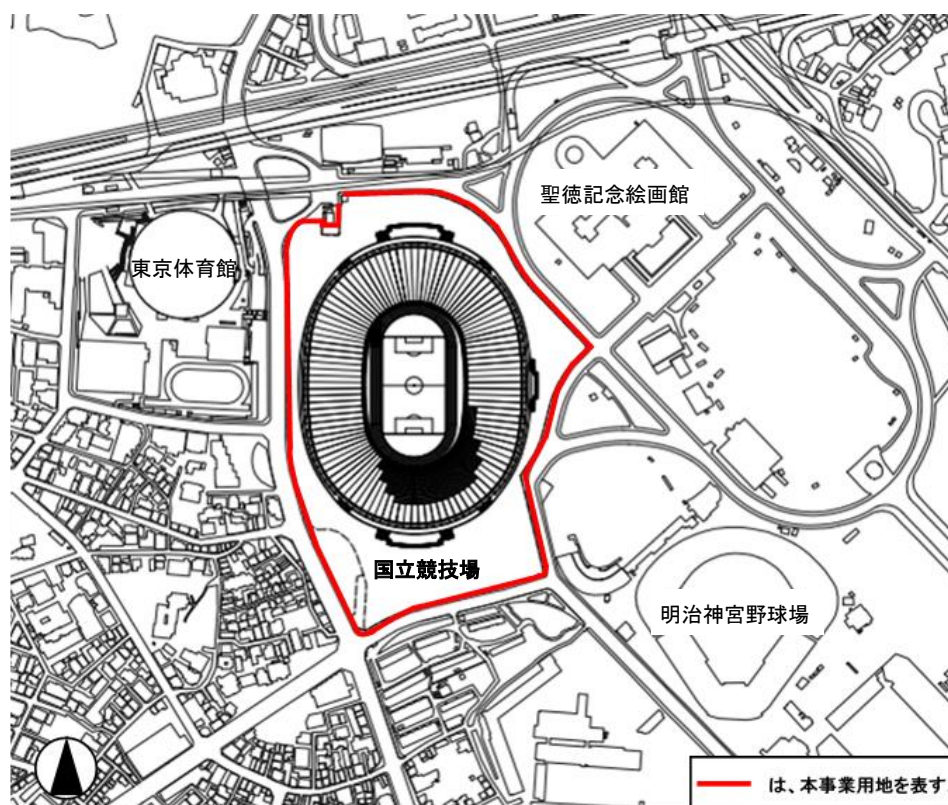 聖徳記念絵画館
東京体育館
国立競技場
明治神宮野球場
は、本事業用地を表す